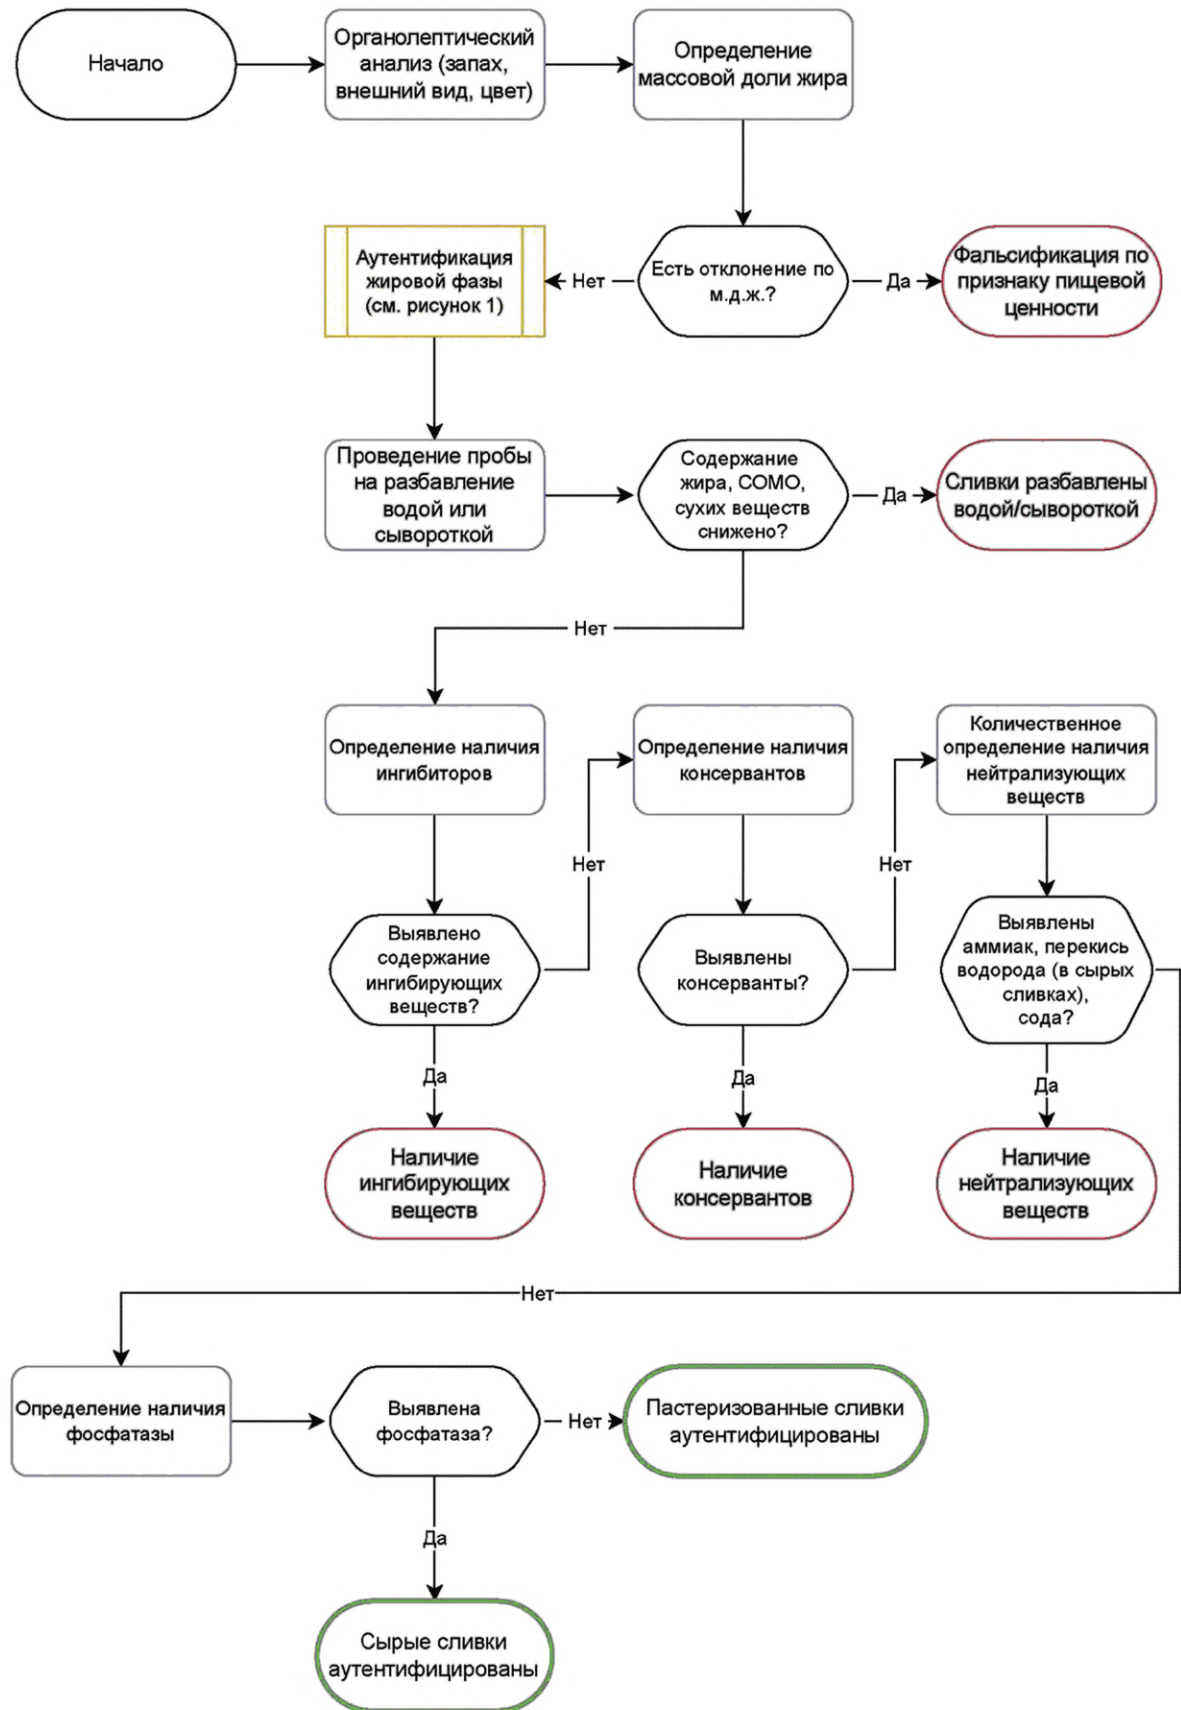 Начало
Органолептический
анализ (запах,
внешний вид, цвет)
Определение
массовой доли жира
Аутентификация
жировой фазы
(см. рисунок 1)
Нет
Есть отклонение по
м.д.ж.?
Да
Фальсификация по
признаку пищевой
ценности
Проведение пробы
на разбавление
водой или
сывороткой
Содержание
жира, СОМО,
сухих веществ
снижено?
Да
Сливки разбавлены
водой/сывороткой
Нет
Определение наличия
ингибиторов
Определение наличия
консервантов
Количественное
определение наличия
нейтрализующих
веществ
Нет
Нет
Выявлено
содержание
ингибирующих
веществ?
Выявлены
консерванты?
Выявлены
аммиак, перекись
водорода (в сырых
сливках),
сода?
Да
Да
Да
Наличие
ингибирующих
веществ
Наличие
консервантов
Наличие
нейтрализующих
веществ
Нет
Определение наличия
фосфатазы
Выявлена
фосфатаза?
Нет
Пастеризованные сливки
аутентифицированы
Да
Сырые сливки
аутентифицированы